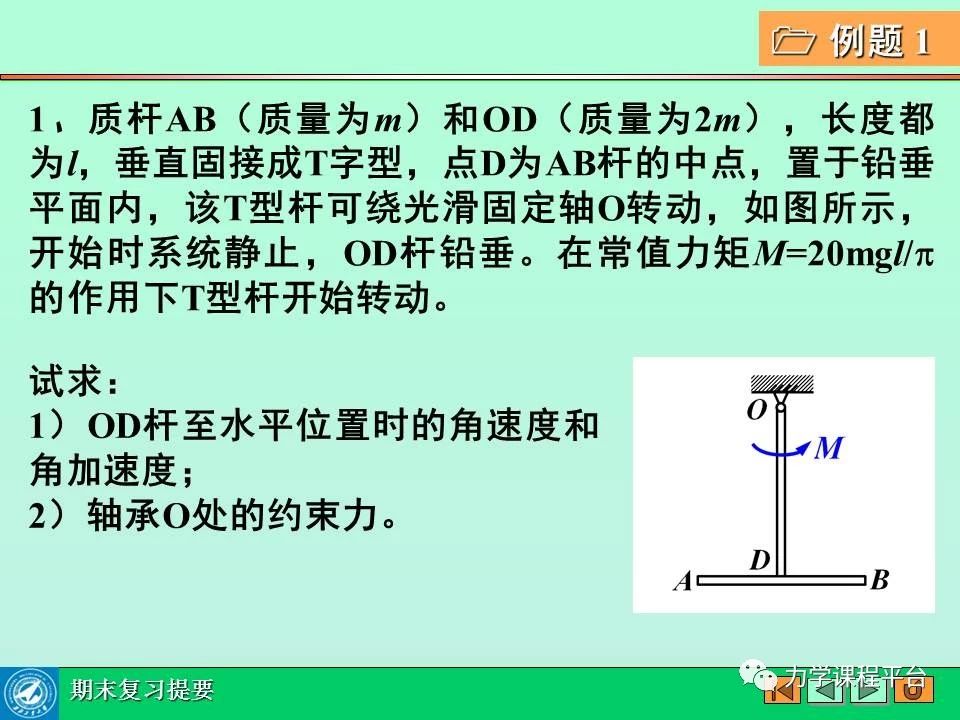 例题 1
1、质杆AB（质量为m）和OD（质量为2m），长度都
为l，垂直固接成T字型，点D为AB杆的中点，置于铅垂
平面内，该T型杆可绕光滑固定轴O转动，如图所示，
开始时系统静止，OD杆铅垂。在常值力矩M=20mgl/π
的作用下T型杆开始转动。
试求：
1）OD杆至水平位置时的角速度和
角加速度；
2）轴承O处的约束力。
O
M
D
A
B
期末复习提要
力学课程平台